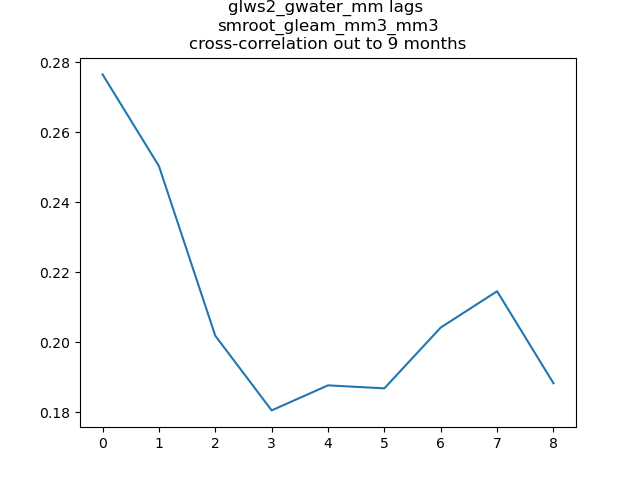 glws2_gwater_mm lags
smroot_gleam_mm3_mm3
cross-correlation out to 9 months
0.28
0.26
0.24
0.22
0.20
0.18
0 1 2 3 4 5 6 7 8